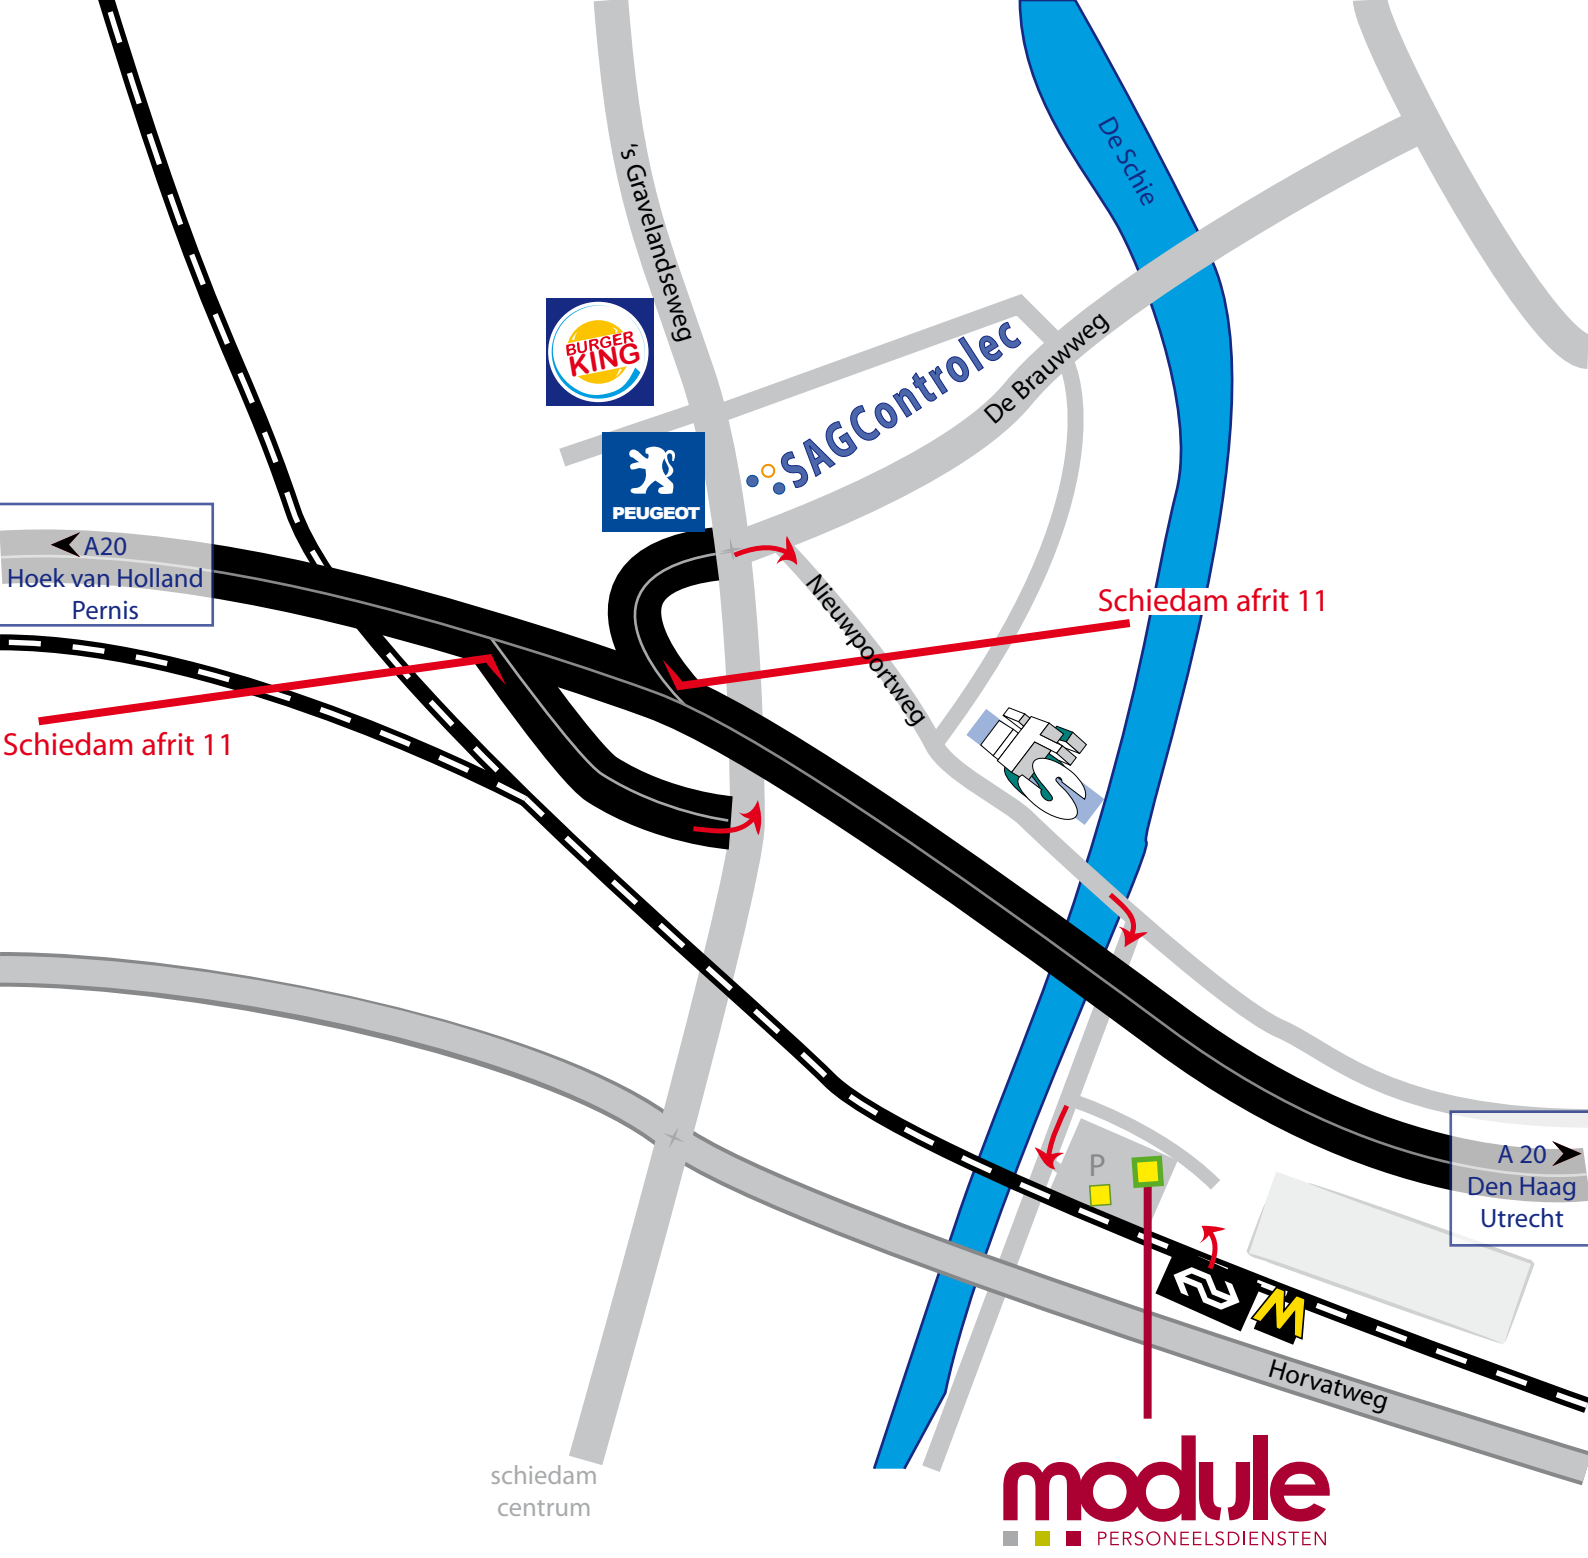 De Schie
's Gravelandseweg
BURGER
KING
SAGControlec
De Brauwweg
PEUGEOT
A20
Hoek van Holland
Pernis
Nieuwpoortweg
Schiedam afrit 11
Schiedam afrit 11
P
A 20
Den Haag
Utrecht
M
Horvatweg
schiedam
centrum
module
PERSONEELSDIENSTEN